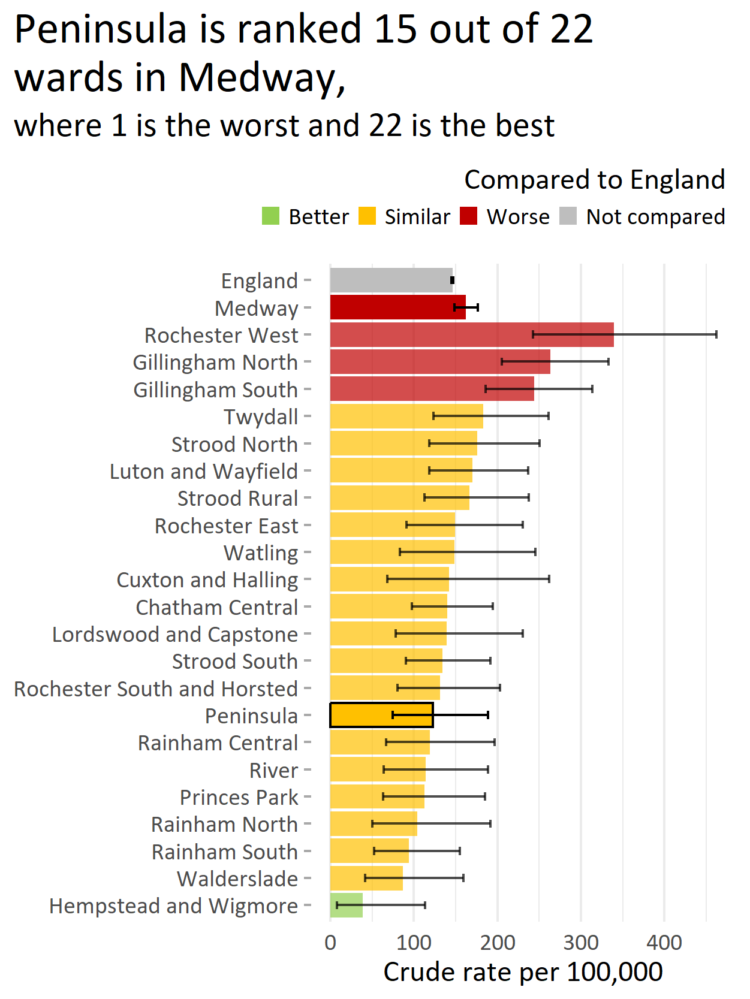 Peninsula is ranked 15 out of 22
wards in Medway,
where 1 is the worst and 22 is the best
Compared to England
Better Similar Worse Not compared
England
Medway
Rochester West
Gillingham North
Gillingham South
Twydall
Strood North
Luton and Wayfield
Strood Rural
Rochester East
Watling
Cuxton and Halling
Chatham Central
Lordswood and Capstone
Strood South
Rochester South and Horsted
Peninsula
Rainham Central
River
Princes Park
Rainham North
Rainham South
Walderslade
Hempstead and Wigmore
0 100 200 300 400
Crude rate per 100,000